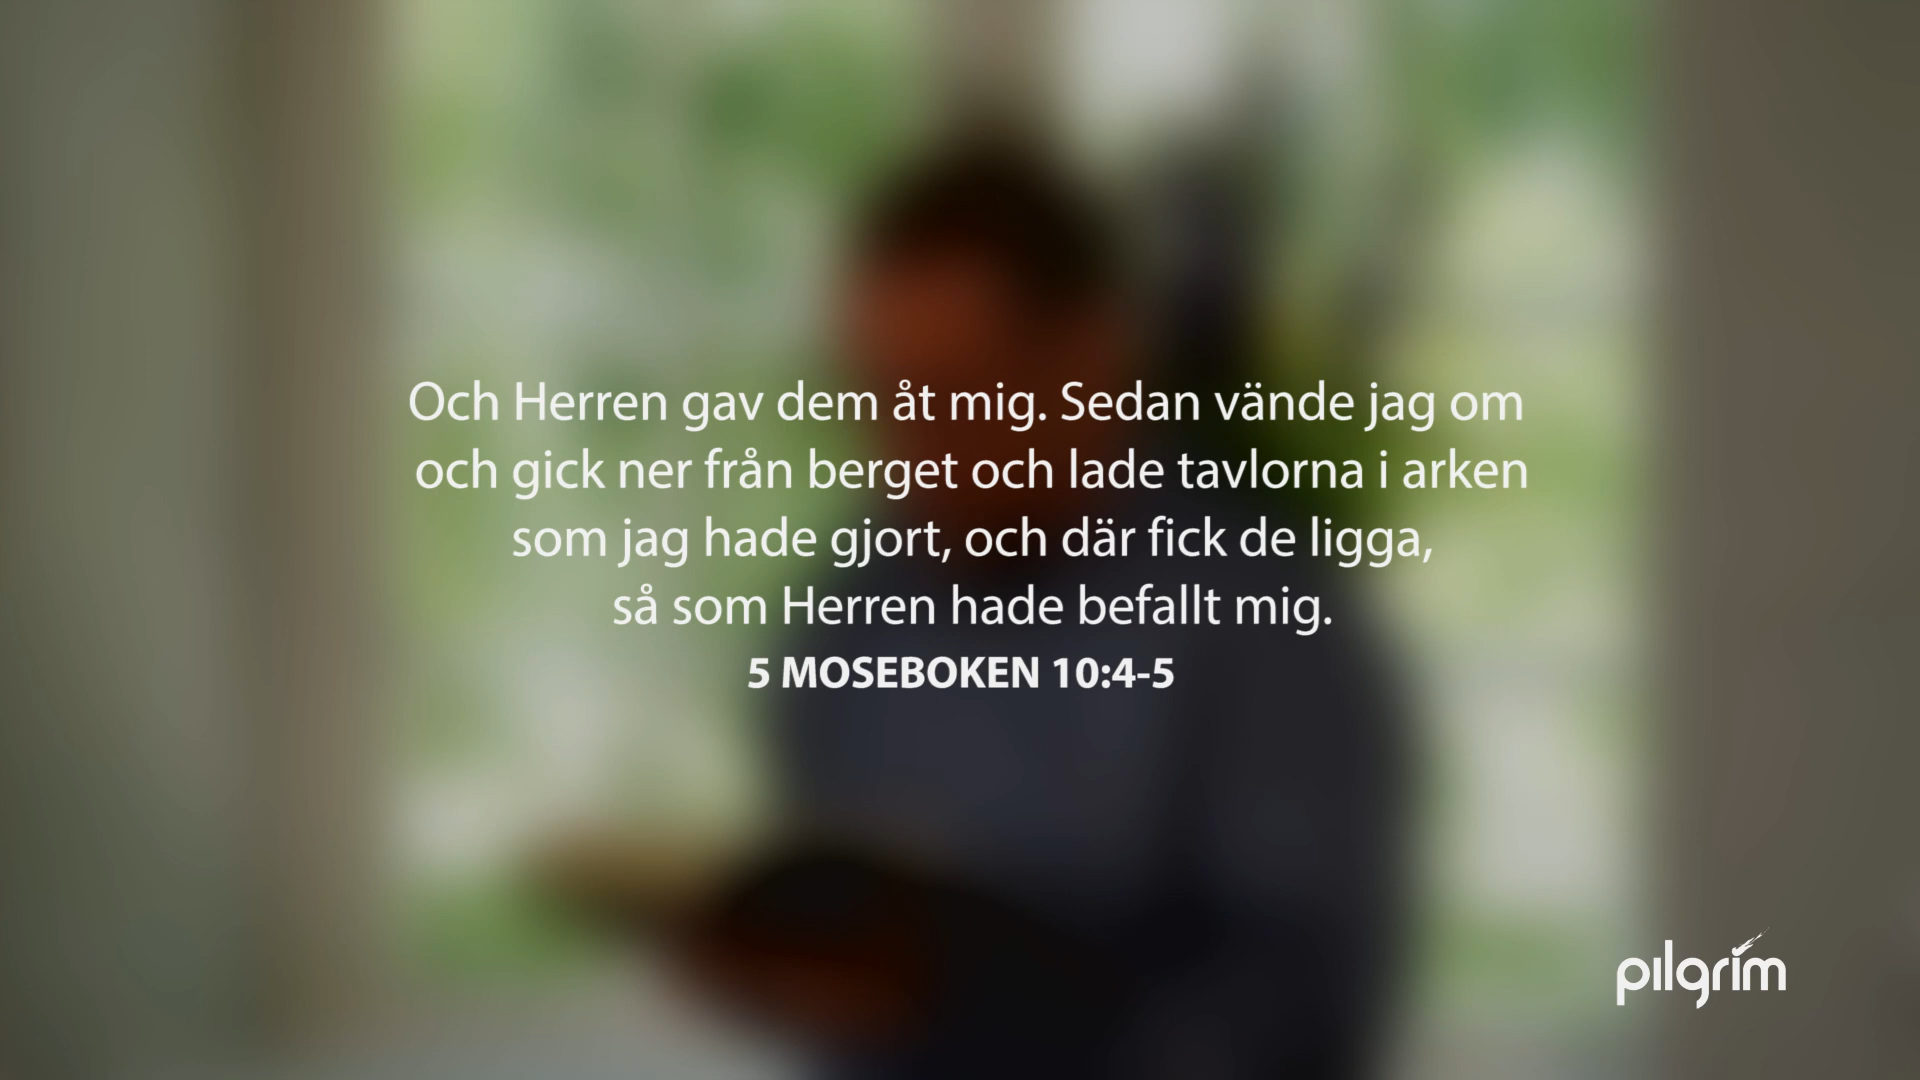 Och Herren gav dem åt mig. Sedan vände jag om
och gick ner från berget och lade tavlorna i arken
som jag hade gjort, och där fick de ligga,
så som Herren hade befallt mig.
5 MOSEBOKEN 10:4-5
pilgrim